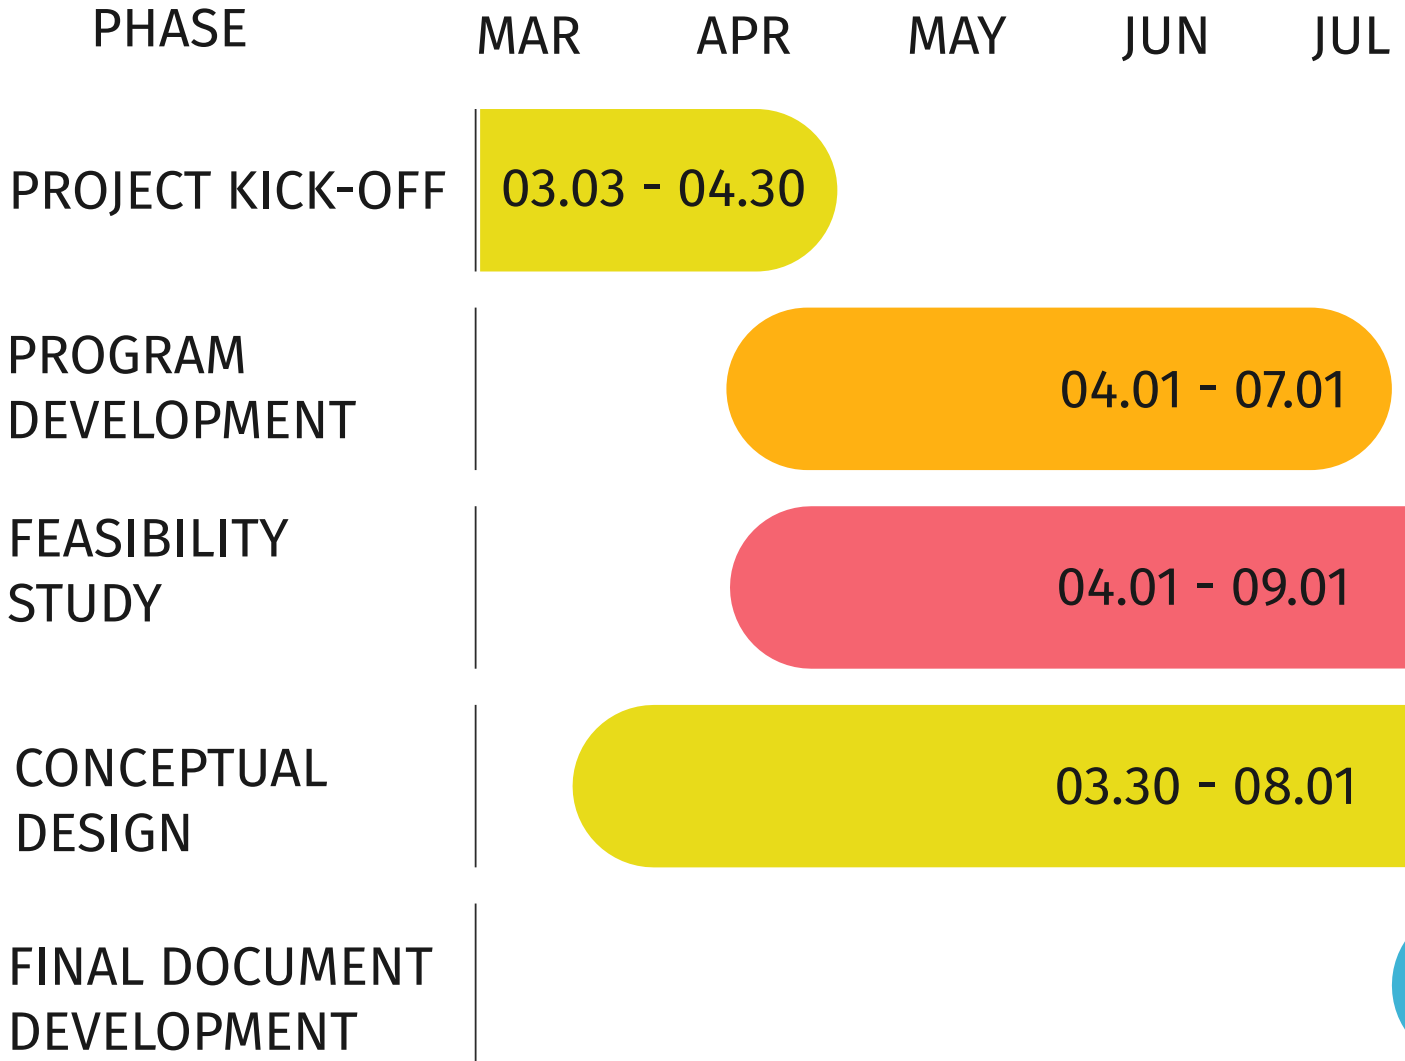 PHASE MAR APR MAY JUN JUL
PROJECT KICK-OFF 03.03 - 04.30
PROGRAM
DEVELOPMENT
04.01 - 07.01
FEASIBILITY
STUDY
04.01 - 09.01
CONCEPTUAL
DESIGN
03.30 - 08.01
FINAL DOCUMENT
DEVELOPMENT